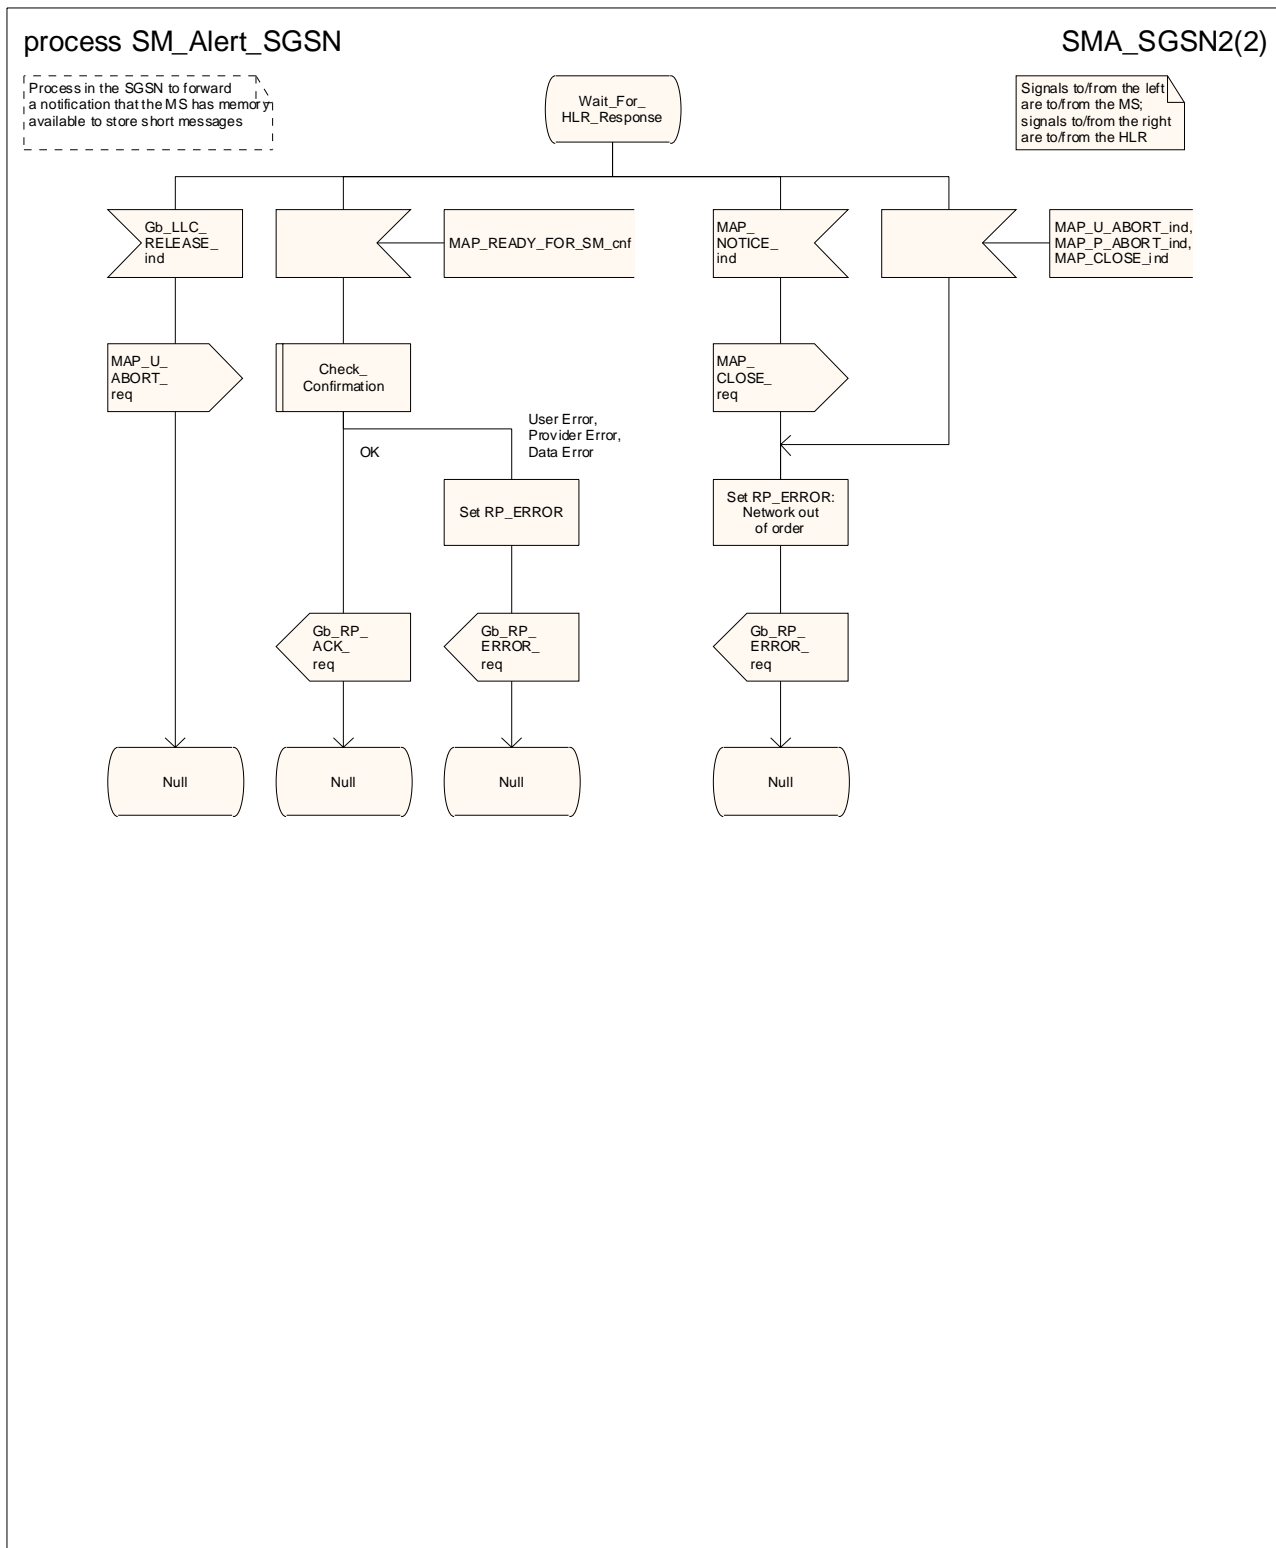 process SM_Alert_SGSN
SMA_SGSN2(2)
Process in the SGSN to forward
a notification that the MS has memory
available to store short messages
Wait_For_
HLR_Response
Signals to/from the left
are to/from the MS;
signals to/from the right
are to/from the HLR
Gb_LLC_
RELEASE_
ind
MAP_READY_FOR_SM_cnf
MAP_
NOTICE_
ind
MAP_U_ABORT_ind,
MAP_P_ABORT_ind,
MAP_CLOSE_ind
MAP_U_
ABORT_
req
Check_
Confirmation
MAP_
CLOSE_
req
OK
User Error,
Provider Error,
Data Error
Set RP_ERROR
Set RP_ERROR:
Network out
of order
Gb_RP_
ACK_
req
Gb_RP_
ERROR_
req
Gb_RP_
ERROR_
req
Null
Null
Null
Null